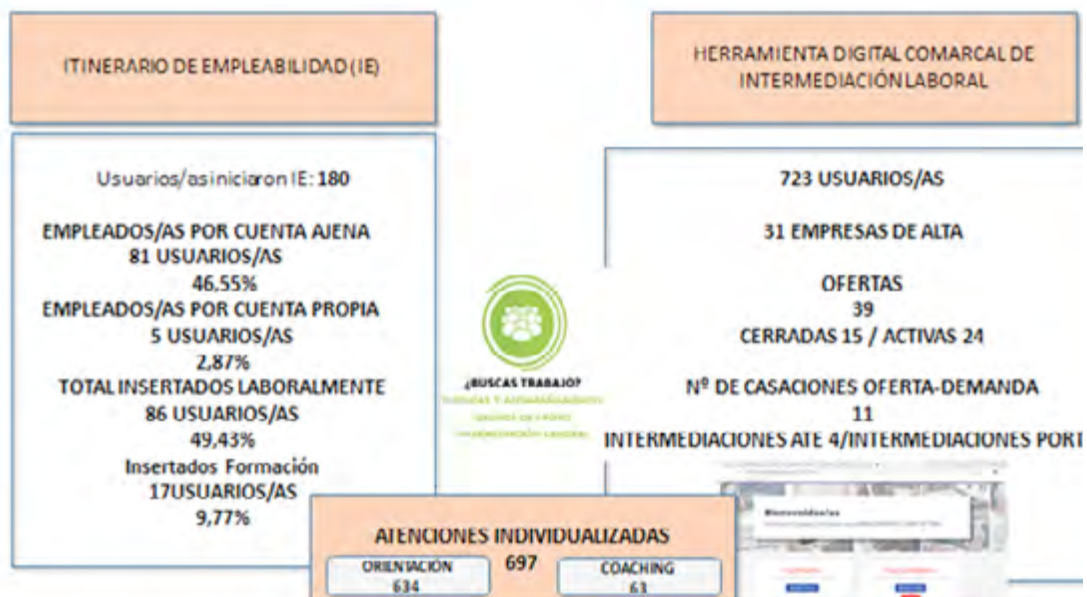 ITINERARIO DE EMPLEABILIDAD (IE)
Usuarios/as iniciaron IE: 180
EMPLEADOS/AS POR CUENTA AJENA
81 USUARIOS/AS
46,55%
EMPLEADOS/AS POR CUENTA PROPIA
5 USUARIOS/AS
2,87%
TOTAL INSERTADOS LABORALMENTE
86 USUARIOS/AS
49,43%
Insertados Formación
17USUARIOS/AS
9,77%
¿BUSCAS TRABAJO?
HERRAMIENTA DIGITAL COMARCAL DE
INTERMEDIACIÓN LABORAL
723 USUARIOS/AS
31 EMPRESAS DE ALTA
OFERTAS
39
CERRADAS 15 / ACTIVAS 24
Nº DE CASACIONES OFERTA-DEMANDA
11
INTERMEDIACIONES ATE 4/INTERMEDIACIONES PORT
Bienvenidos/as
ATENCIONES INDIVIDUALIZADAS
697
ORIENTACIÓN
634
COACHING
63